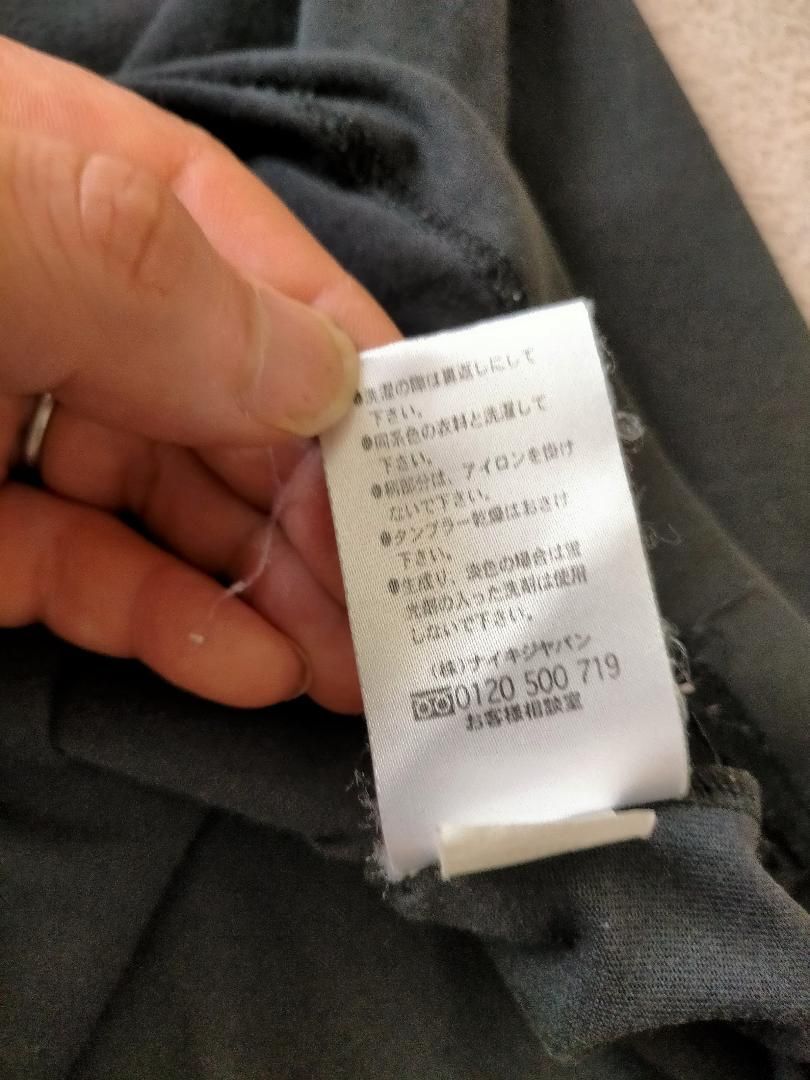 ●洗濯の際は裏返しにして
下さい。
●同系色の衣料と洗濯して
下さい。
●柄部分は、アイロンを掛け
ないで下さい。
●タンブラー乾燥はおさけ
下さい。
●生成り、淡色の場合は蛍
光剤の入った洗剤は使用
しないで下さい。
(株)ナイキジャパン
0120 500 719
お客様相談室